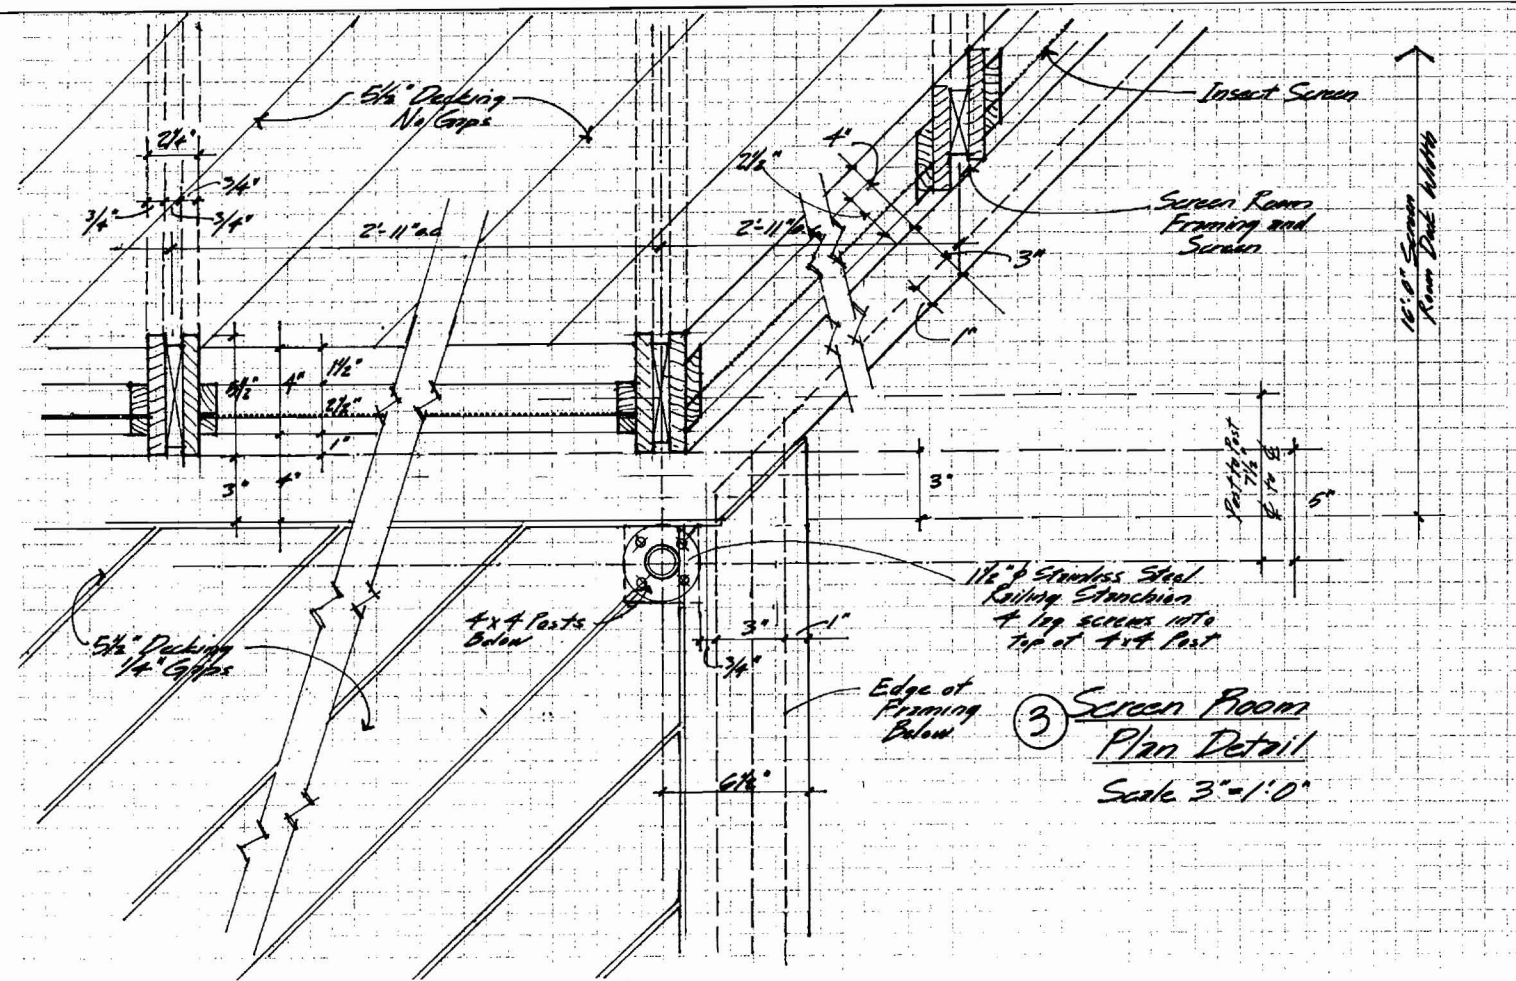 5½" Decking
No Gaps
2¼"
3/4"
3/4"
3/4"
2'-11" o.c.
2'-11" o.c.
2½"
4"
3"
1"
Insect Screen
Screen Room
Framing and
Screen
16'-0" Screen
Room Deck Width
5½"
4"
1½"
2½"
1"
3"
4"
3"
Post to Post
7½"
℄ to ℄
5"
1½" ϕ Stainless Steel
Railing Stanchion
4 lag screws into
top of 4x4 Post
4x4 Posts
Below
5½" Decking
1/4" Gaps
3"
1"
3/4"
Edge of
Framing
Below
6½"
3 Screen Room
Plan Detail
Scale 3"=1'0"